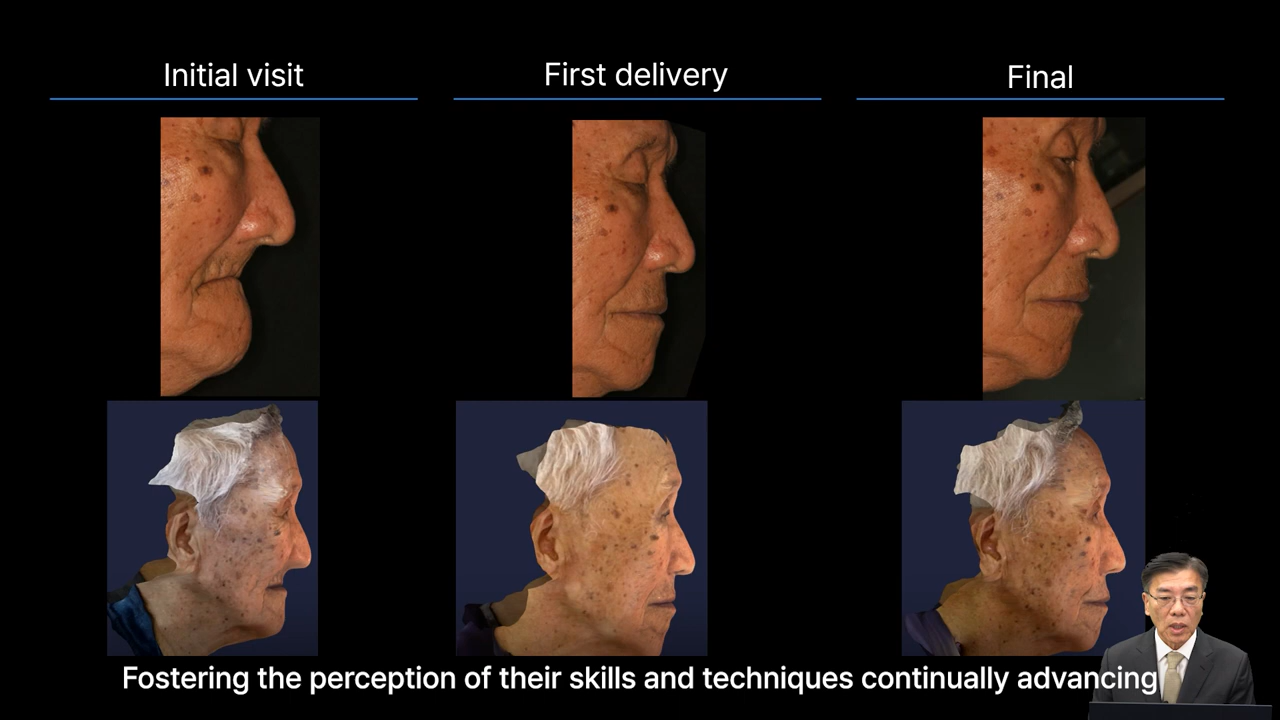 Initial visit
First delivery
Final
Fostering the perception of their skills and techniques continually advancing